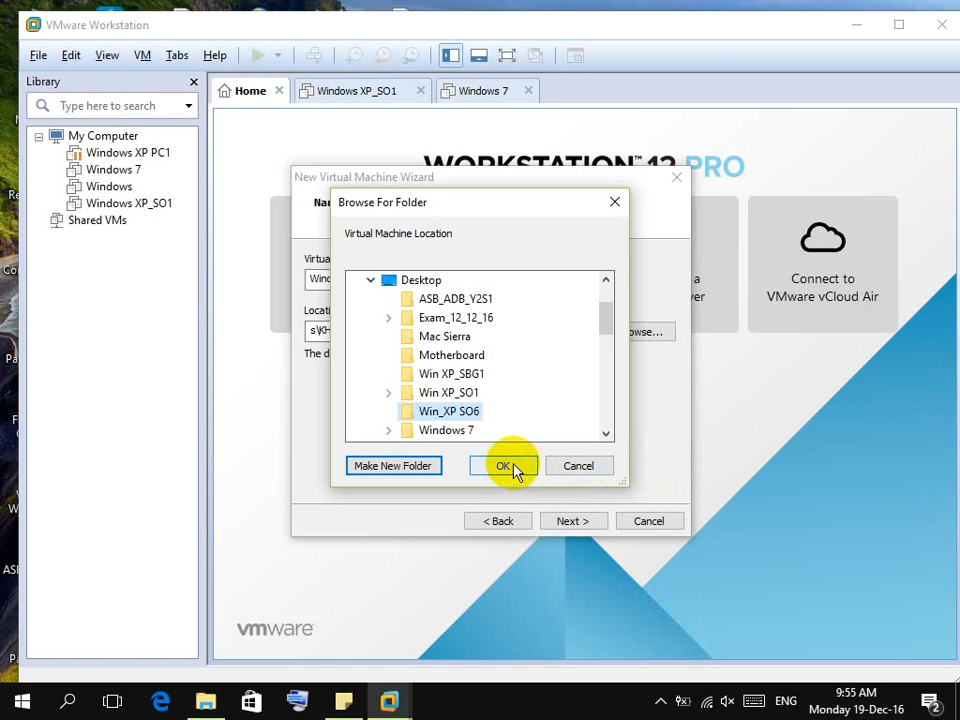 VMware Workstation
File Edit View VM Tabs Help
Library
Type here to search
My Computer
Windows XP PC1
Windows 7
Windows
Windows XP_SO1
Shared VMs
Home
Windows XP_SO1
Windows 7
WORKSTATION 12 PRO
New Virtual Machine Wizard
Browse For Folder
Virtual Machine Location
Desktop
ASB_ADB_Y2S1
Exam_12_12_16
Mac Sierra
Motherboard
Win XP_SBG1
Win XP_SO1
Win_XP SO6
Windows 7
Make New Folder OK Cancel
< Back Next > Cancel
Connect to
VMware vCloud Air
vmware
ENG
9:55 AM
Monday 19-Dec-16
2